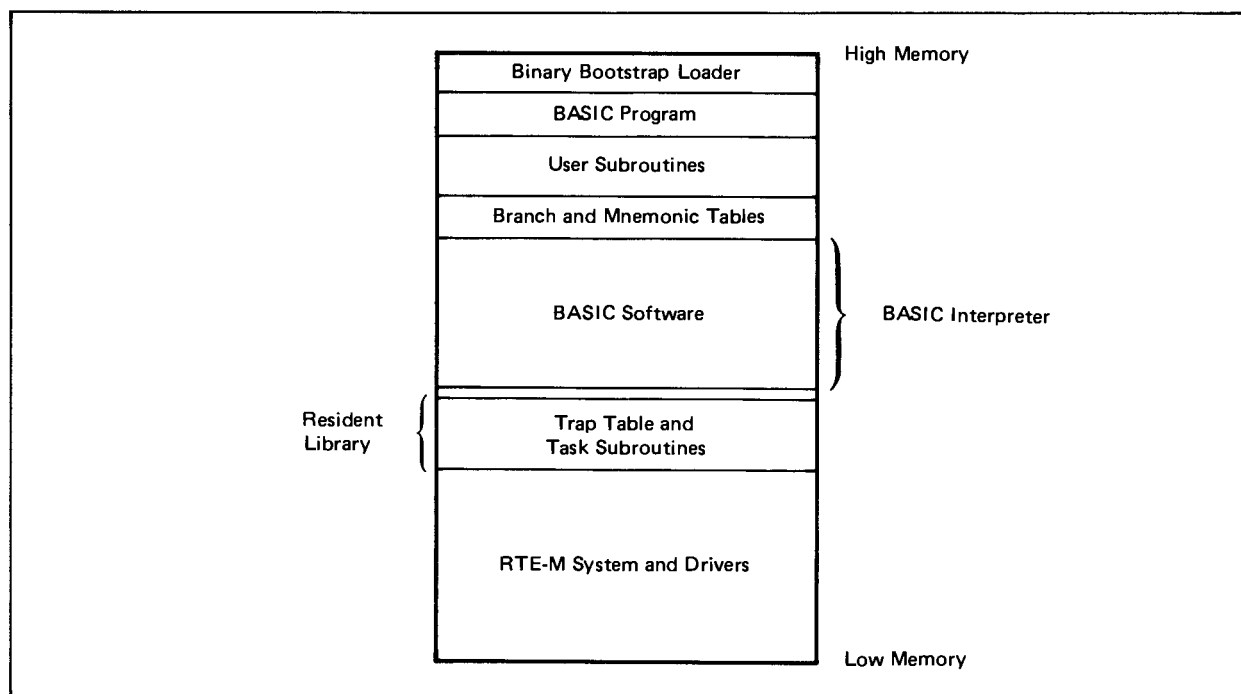 High Memory
Binary Bootstrap Loader
BASIC Program
User Subroutines
Branch and Mnemonic Tables
BASIC Software
BASIC Interpreter
Resident
Library
Trap Table and
Task Subroutines
RTE-M System and Drivers
Low Memory